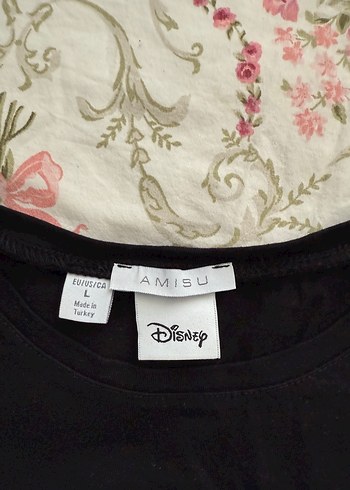 EU/US/CA
L
Made in
Turkey
AMISU
Disney